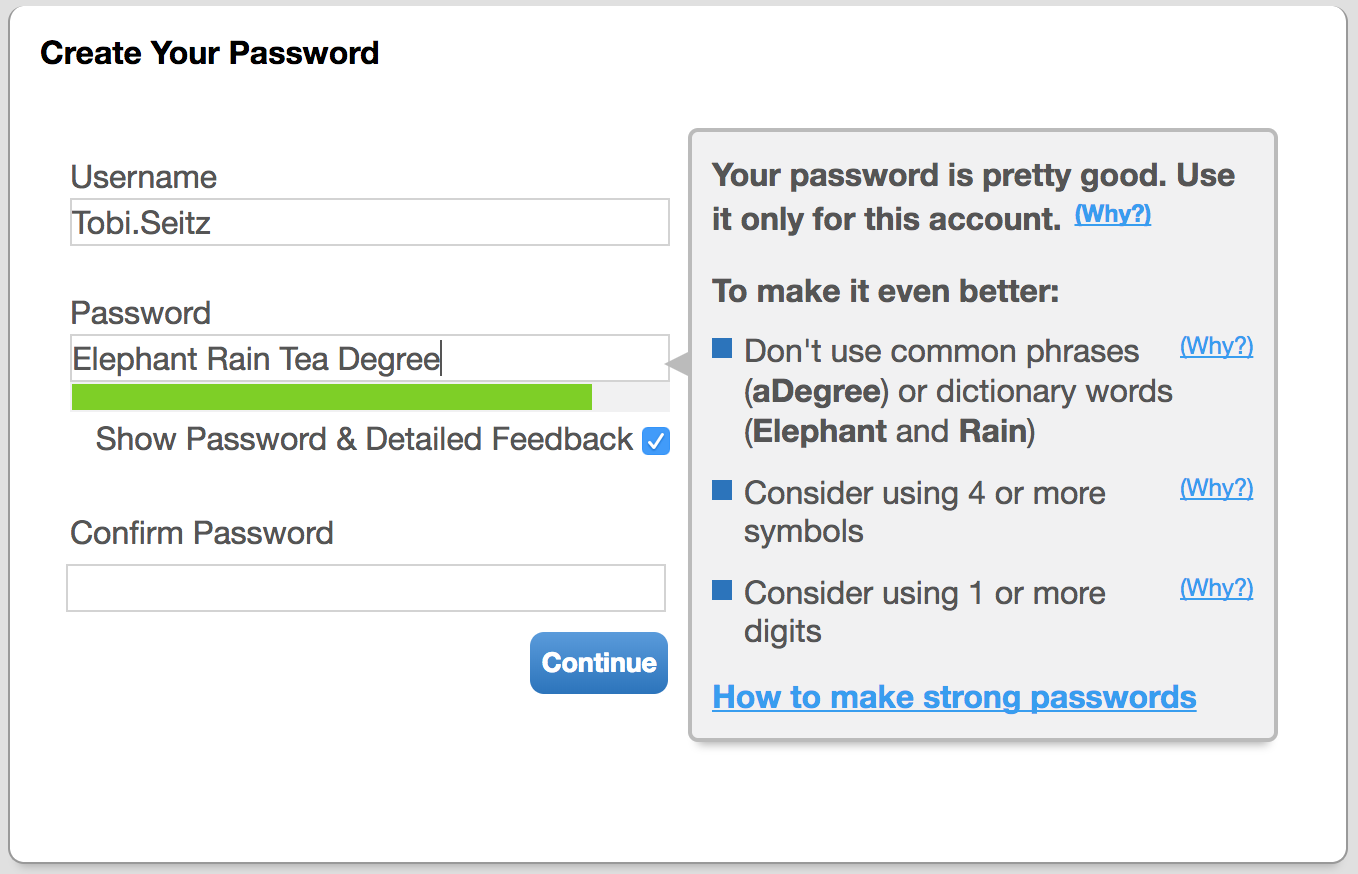 Create Your Password
Username
Tobi.Seitz
Password
Elephant Rain Tea Degree
Show Password & Detailed Feedback
Confirm Password
Continue
Your password is pretty good. Use
it only for this account. (Why?)
To make it even better:
Don't use common phrases (Why?)
(aDegree) or dictionary words
(Elephant and Rain)
Consider using 4 or more (Why?)
symbols
Consider using 1 or more (Why?)
digits
How to make strong passwords